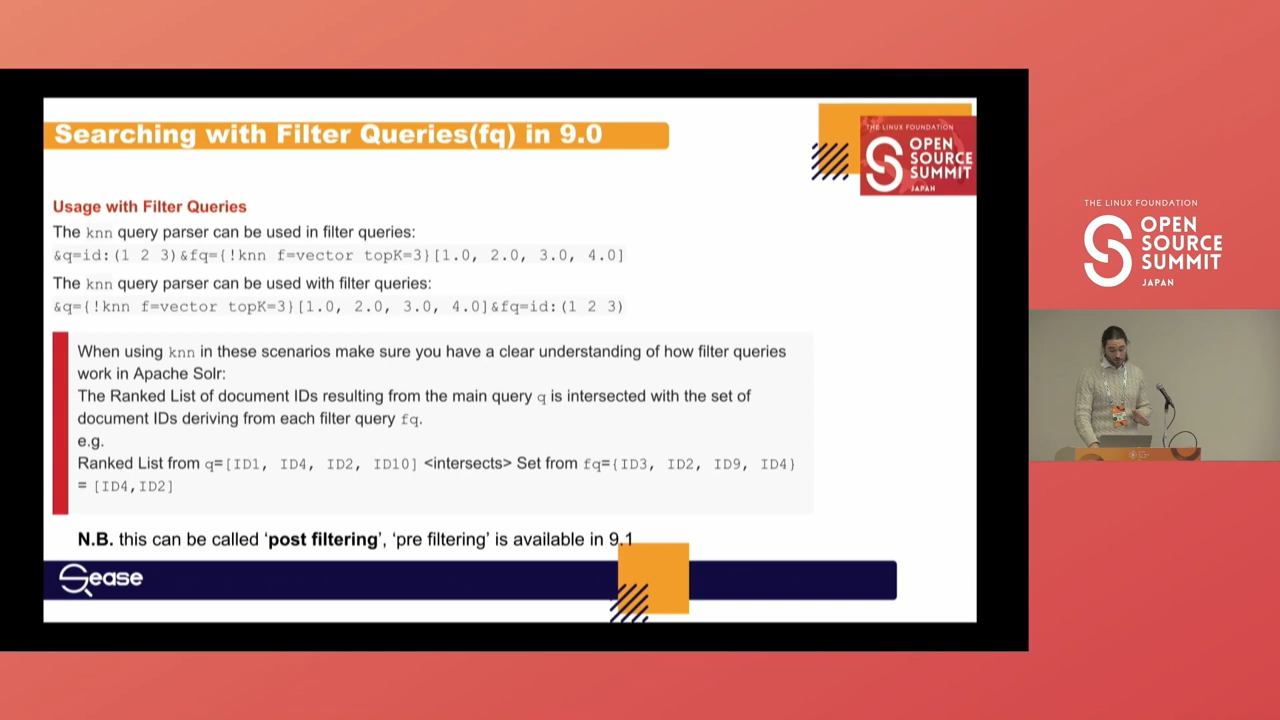 Searching with Filter Queries(fq) in 9.0
THE LINUX FOUNDATION
OPEN
SOURCE
SUMMIT
JAPAN
Usage with Filter Queries
The knn query parser can be used in filter queries:
&q=id:(1 2 3)&fq={!knn f=vector topK=3}[1.0, 2.0, 3.0, 4.0]
The knn query parser can be used with filter queries:
&q={!knn f=vector topK=3}[1.0, 2.0, 3.0, 4.0]&fq=id:(1 2 3)
When using knn in these scenarios make sure you have a clear understanding of how filter queries
work in Apache Solr:
The Ranked List of document IDs resulting from the main query q is intersected with the set of
document IDs deriving from each filter query fq.
e.g.
Ranked List from q=[ID1, ID4, ID2, ID10] <intersects> Set from fq={ID3, ID2, ID9, ID4}
= [ID4,ID2]
N.B. this can be called ‘post filtering’, ‘pre filtering’ is available in 9.1
Sease
THE LINUX FOUNDATION
OPEN
SOURCE
SUMMIT
JAPAN